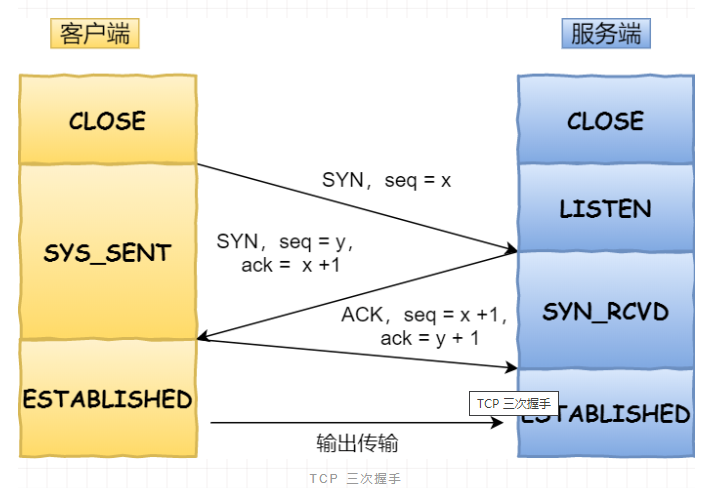 客户端
服务端
CLOSE
CLOSE
SYN, seq = x
LISTEN
SYS_SENT
SYN, seq = y,
ack = x +1
SYN_RCVD
ACK, seq = x +1,
ack = y + 1
ESTABLISHED
TCP 三次握手
ESTABLISHED
输出传输
TCP 三次握手